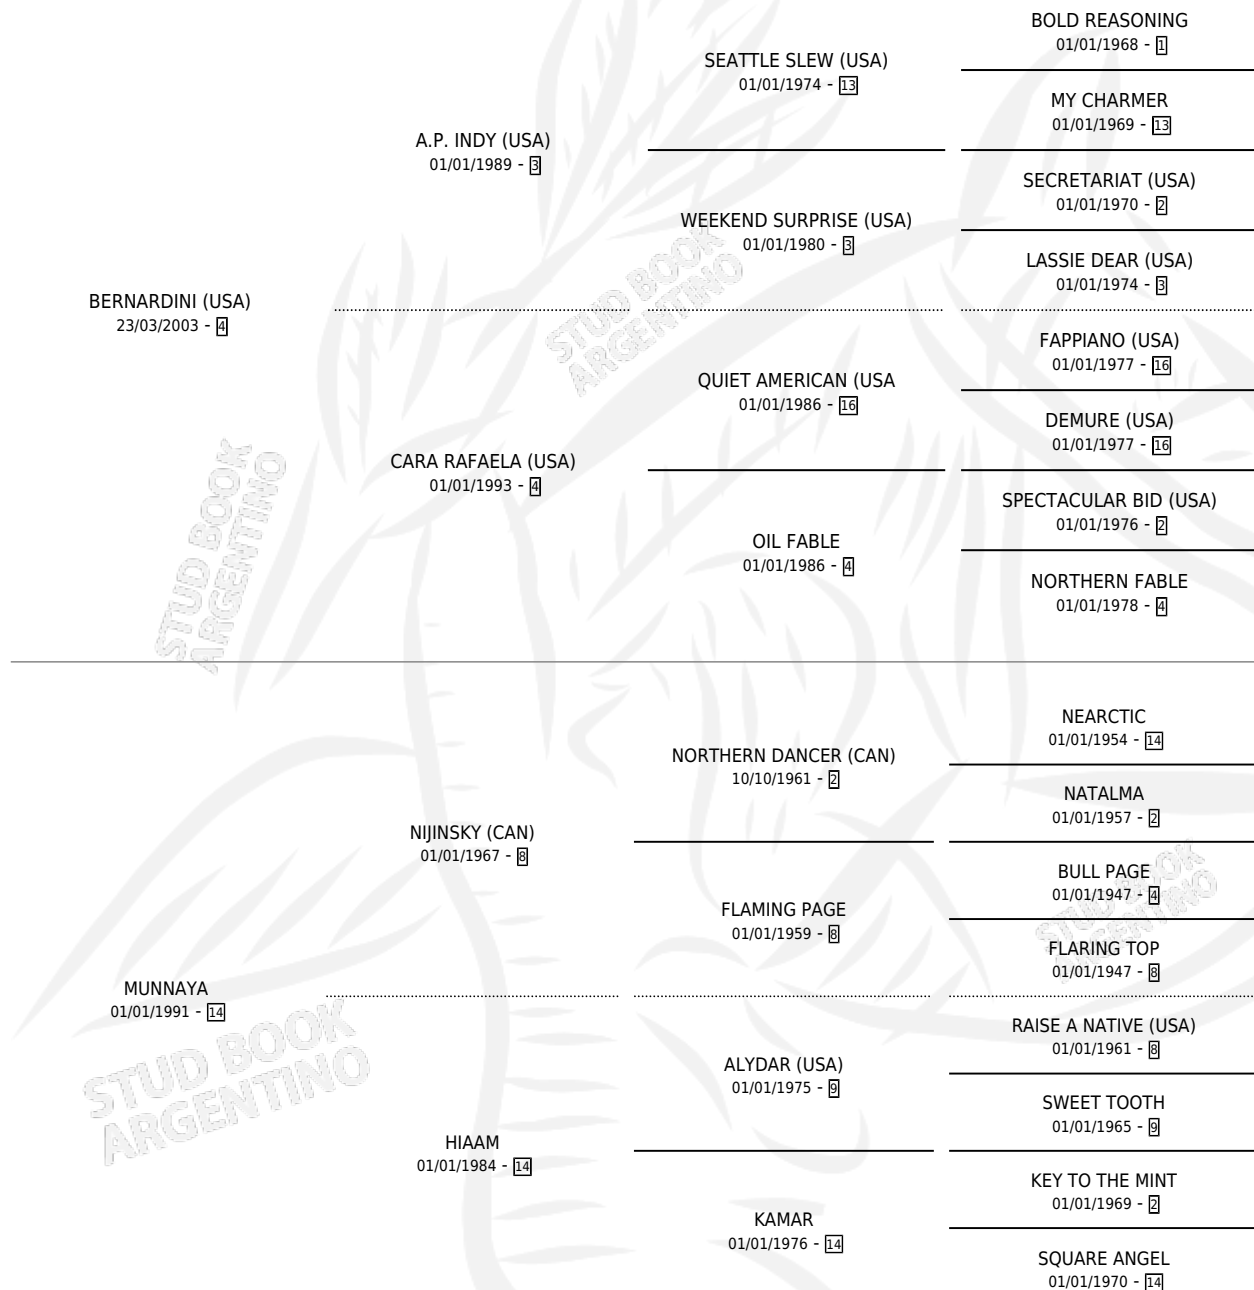 BOLD REASONING
01/01/1968 - 1
SEATTLE SLEW (USA)
01/01/1974 - 13
MY CHARMER
01/01/1969 - 13
A.P. INDY (USA)
01/01/1989 - 3
SECRETARIAT (USA)
01/01/1970 - 2
WEEKEND SURPRISE (USA)
01/01/1980 - 3
LASSIE DEAR (USA)
01/01/1974 - 3
BERNARDINI (USA)
23/03/2003 - 4
STUD BOOK
ARGENTINO
FAPPIANO (USA)
01/01/1977 - 16
QUIET AMERICAN (USA
01/01/1986 - 16
DEMURE (USA)
01/01/1977 - 16
CARA RAFAELA (USA)
01/01/1993 - 4
SPECTACULAR BID (USA)
01/01/1976 - 2
OIL FABLE
01/01/1986 - 4
NORTHERN FABLE
01/01/1978 - 4
STUD BOOK
ARGENTINO
NEARCTIC
01/01/1954 - 14
NORTHERN DANCER (CAN)
10/10/1961 - 2
NATALMA
01/01/1957 - 2
NIJINSKY (CAN)
01/01/1967 - 8
BULL PAGE
01/01/1947 - 4
FLAMING PAGE
01/01/1959 - 8
FLARING TOP
01/01/1947 - 8
STUD BOOK
ARGENTINO
MUNNAYA
01/01/1991 - 14
RAISE A NATIVE (USA)
01/01/1961 - 8
ALYDAR (USA)
01/01/1975 - 9
SWEET TOOTH
01/01/1965 - 9
STUD BOOK
ARGENTINO
HIAAM
01/01/1984 - 14
KEY TO THE MINT
01/01/1969 - 2
KAMAR
01/01/1976 - 14
SQUARE ANGEL
01/01/1970 - 14